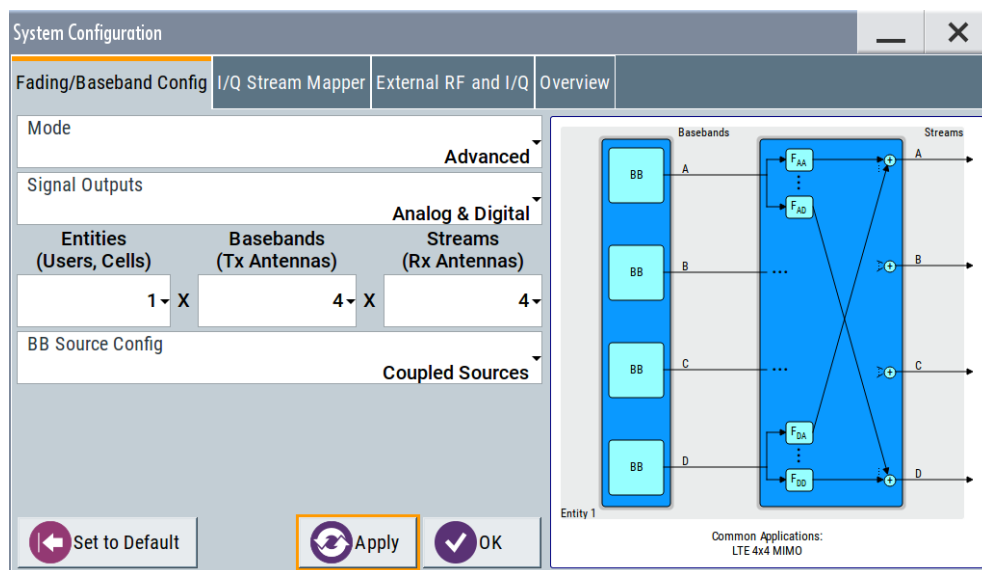 System Configuration
Fading/Baseband Config
I/Q Stream Mapper
External RF and I/Q
Overview
Mode
Advanced
Signal Outputs
Analog & Digital
Entities
(Users, Cells)
Basebands
(Tx Antennas)
Streams
(Rx Antennas)
1 X 4 X 4
BB Source Config
Coupled Sources
Set to Default
Apply
OK
Basebands
Streams
BB
A
FAA
A
FAD
BB
B
...
B
BB
C
...
C
FDA
BB
D
FDD
D
Entity 1
Common Applications:
LTE 4x4 MIMO